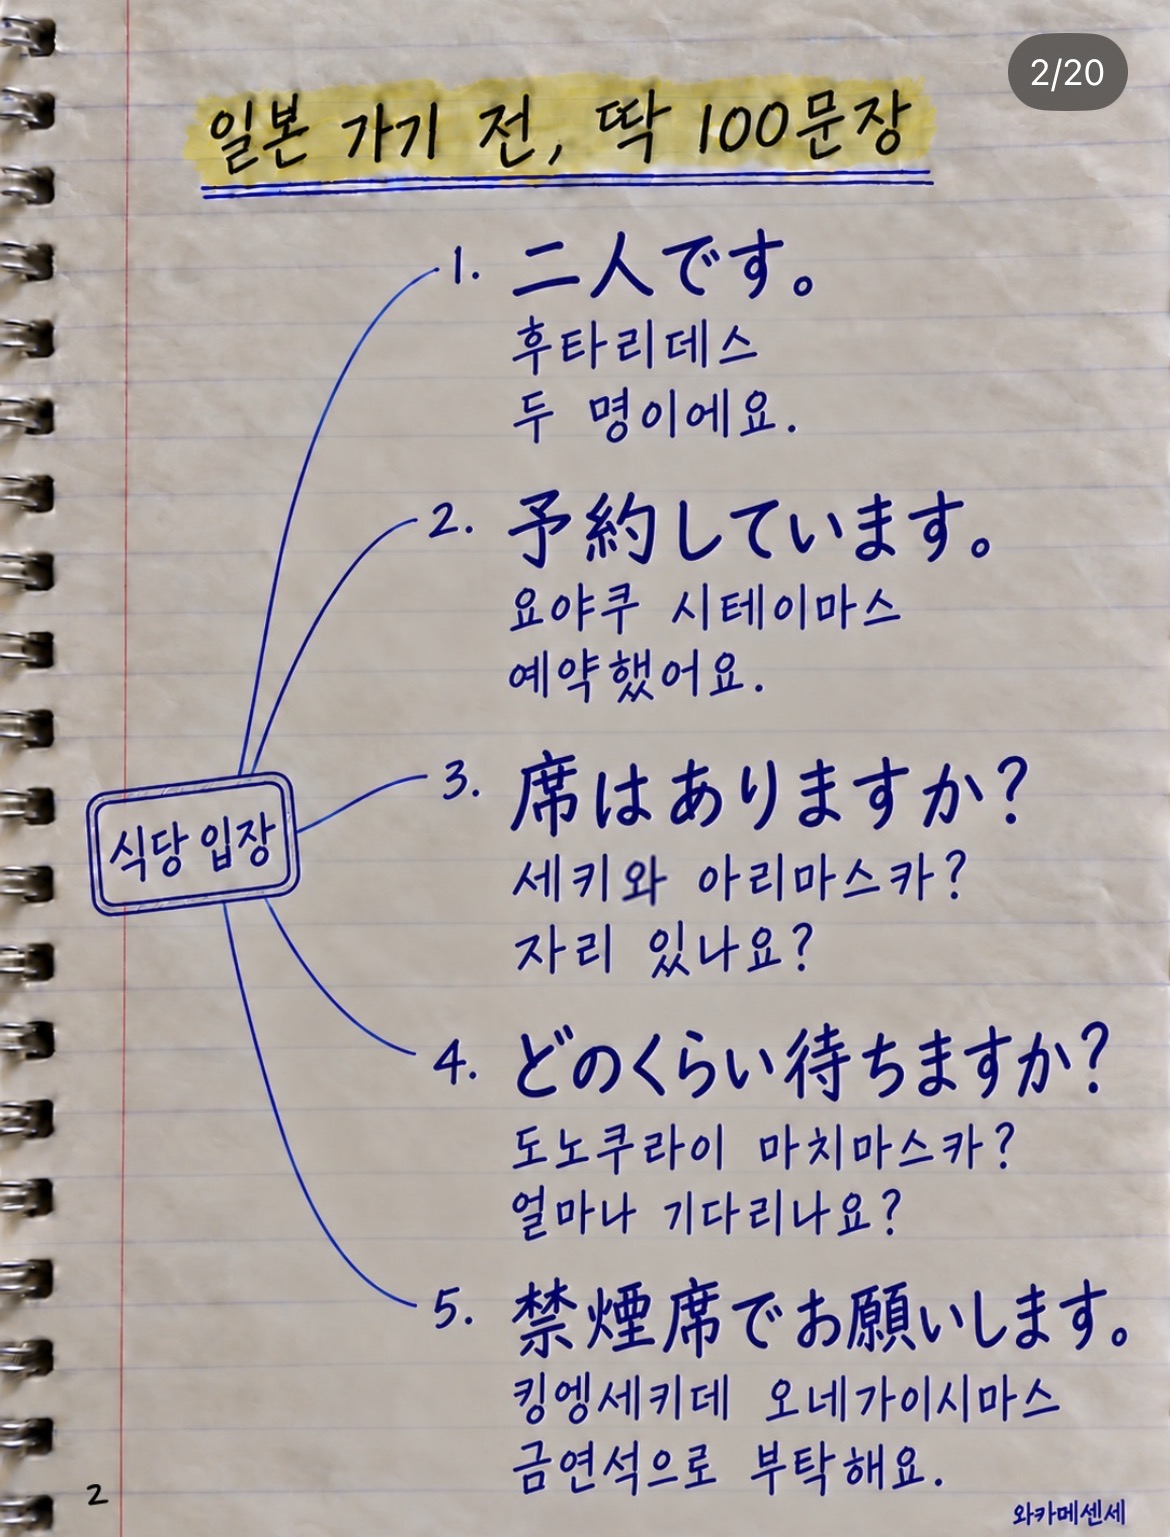 2/20
일본 가기 전, 딱 100문장
식당 입장
1. 二人です。
후타리데스
두 명이에요.
2. 予約しています。
요야쿠 시테이마스
예약했어요.
3. 席はありますか?
세키와 아리마스카?
자리 있나요?
4. どのくらい待ちますか?
도노쿠라이 마치마스카?
얼마나 기다리나요?
5. 禁煙席でお願いします。
킹엥세키데 오네가이시마스
금연석으로 부탁해요.
2
와카메센세